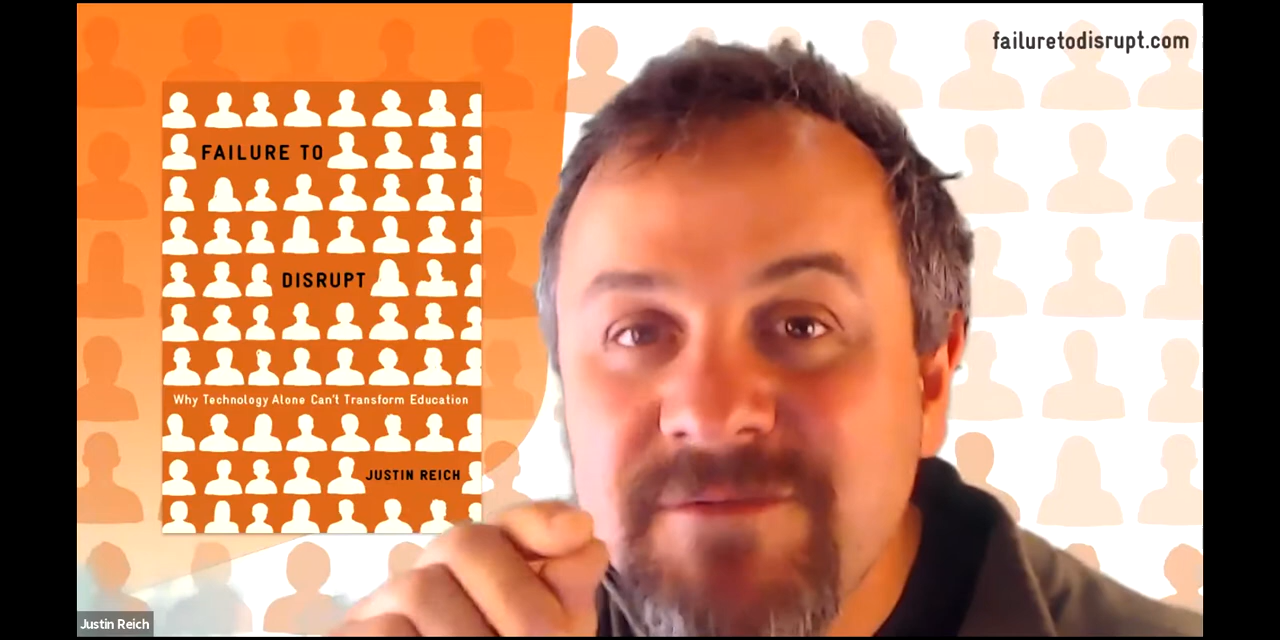 failuretodisrupt.com
FAILURE TO
DISRUPT
Why Technology Alone Can't Transform Education
JUSTIN REICH
Justin Reich